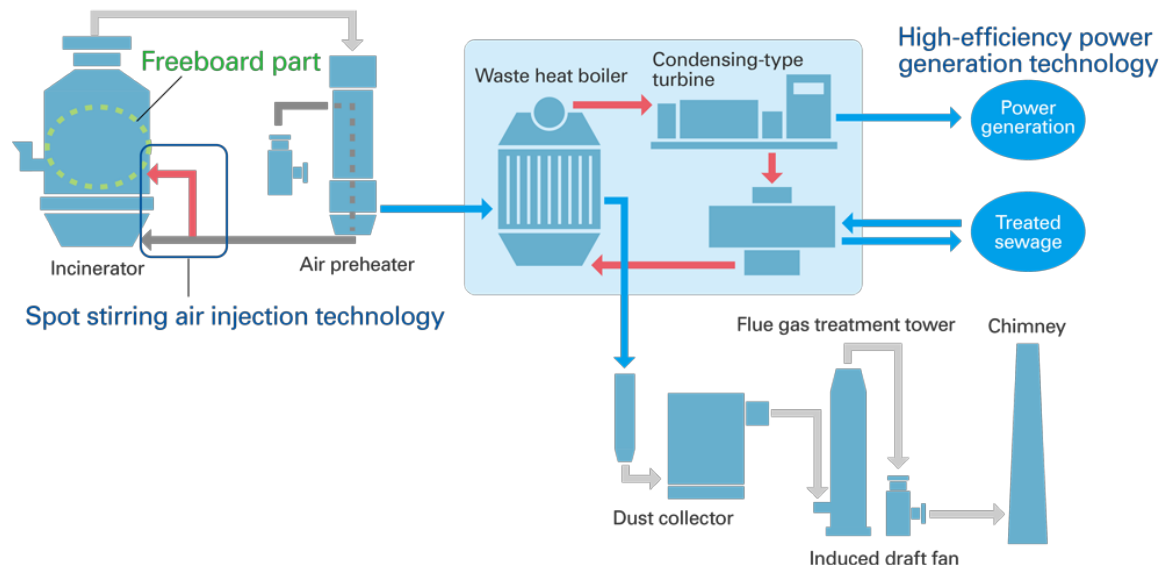 Freeboard part
Incinerator
Air preheater
Spot stirring air injection technology
Waste heat boiler
Condensing-type
turbine
High-efficiency power
generation technology
Power
generation
Treated
sewage
Flue gas treatment tower
Chimney
Dust collector
Induced draft fan